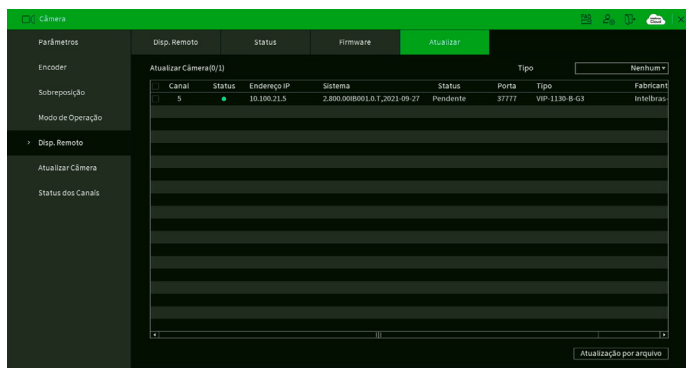 Câmera
Parâmetros
Encoder
Sobreposição
Modo de Operação
> Disp. Remoto
Atualizar Câmera
Status dos Canais
Disp. Remoto Status Firmware Atualizar
Atualizar Câmera(0/1) Tipo Nenhum
Canal Status Endereço IP Sistema Status Porta Tipo Fabricant
5 10.100.21.5 2.800.00IB001.0.T,2021-09-27 Pendente 37777 VIP-1130-B-G3 Intelbras-
Atualização por arquivo